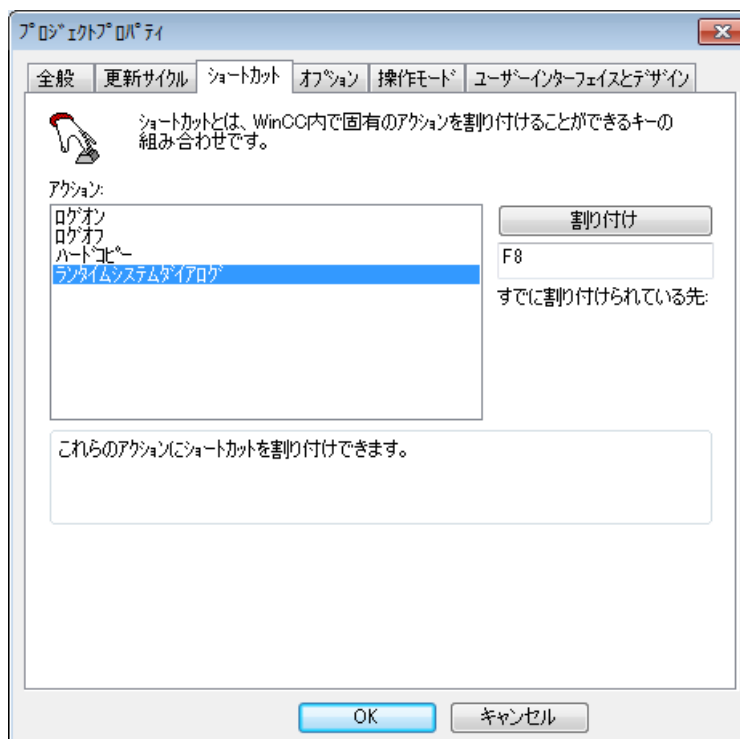 ﾌﾟﾛｼﾞｪｸﾄﾌﾟﾛﾊﾟﾃｨ
全般 更新ｻｲｸﾙ ｼｮｰﾄｶｯﾄ ｵﾌﾟｼｮﾝ 操作ﾓｰﾄﾞ ﾕｰｻﾞｰｲﾝﾀｰﾌｪｲｽとﾃﾞｻﾞｲﾝ
ｼｮｰﾄｶｯﾄとは、WinCC内で固有のｱｸｼｮﾝを割り付けることができるｷｰの
組み合わせです。
ｱｸｼｮﾝ:
ﾛｸﾞｵﾝ
ﾛｸﾞｵﾌ
ﾊｰﾄﾞｺﾋﾟｰ
ﾗﾝﾀｲﾑｼｽﾃﾑﾀﾞｲｱﾛｸﾞ
割り付け
F8
すでに割り付けられている先:
これらのｱｸｼｮﾝにｼｮｰﾄｶｯﾄを割り付けできます。
OK キャンセル